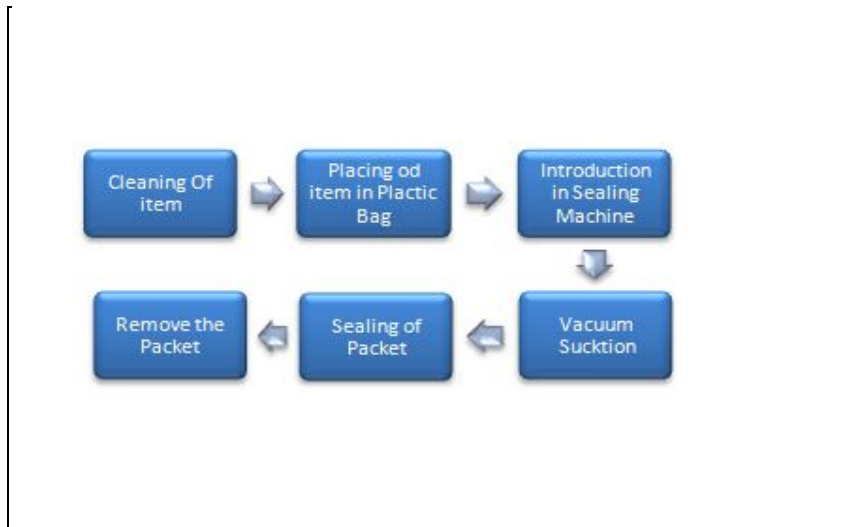 Cleaning Of
item
Placing od
item in Plactic
Bag
Introduction
in Sealing
Machine
Vacuum
Sucktion
Sealing of
Packet
Remove the
Packet